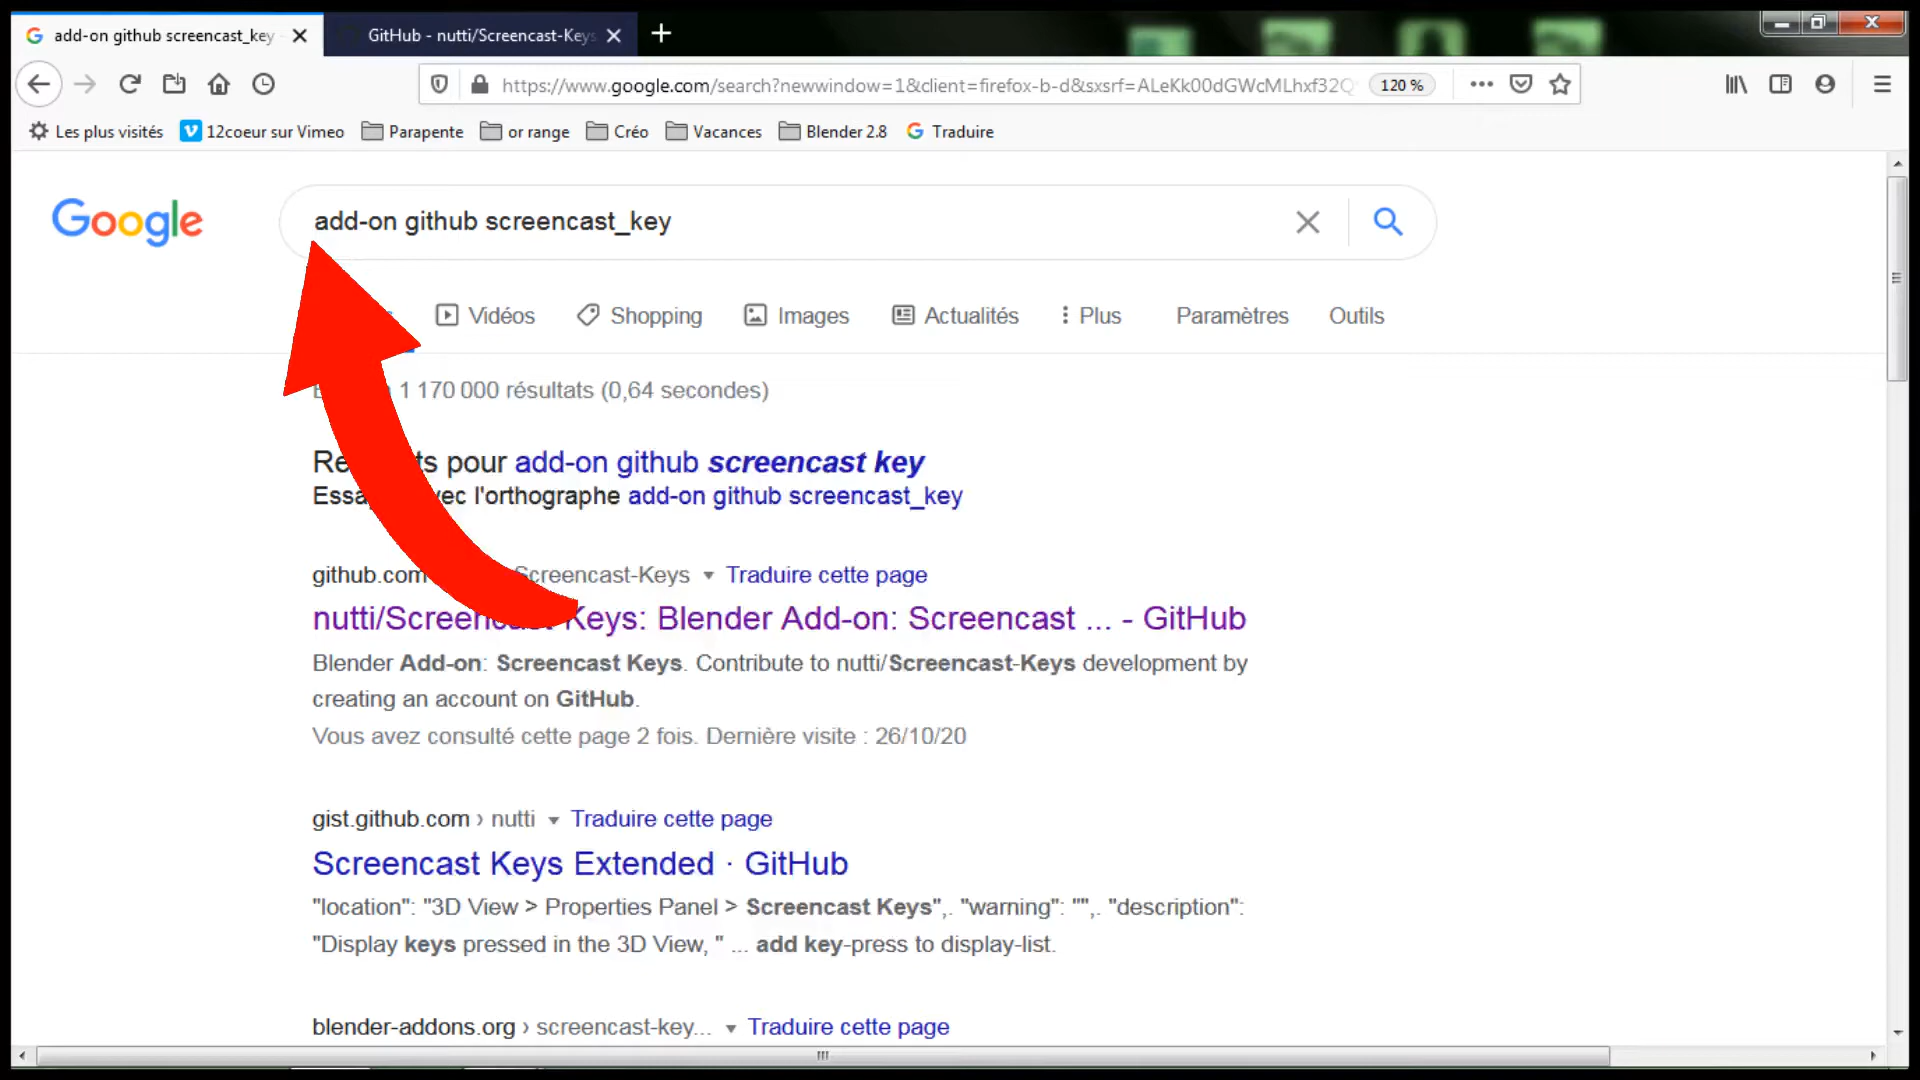 add-on github screencast_key
GitHub - nutti/Screencast-Keys
https://www.google.com/search?newwindow=1&client=firefox-b-d&sxsrf=ALeKk00dGWcMLhxf32Q
120 %
Les plus visités
12coeur sur Vimeo
Parapente
or range
Créo
Vacances
Blender 2.8
Traduire
Google
add-on github screencast_key
Vidéos
Shopping
Images
Actualités
Plus
Paramètres
Outils
1 170 000 résultats (0,64 secondes)
pour add-on github screencast key
l'orthographe add-on github screencast_key
github.com Screencast-Keys Traduire cette page
nutti/Screencast Keys: Blender Add-on: Screencast ... - GitHub
Blender Add-on: Screencast Keys. Contribute to nutti/Screencast-Keys development by
creating an account on GitHub.
Vous avez consulté cette page 2 fois. Dernière visite : 26/10/20
gist.github.com › nutti Traduire cette page
Screencast Keys Extended · GitHub
"location": "3D View > Properties Panel > Screencast Keys",. "warning": "",. "description":
"Display keys pressed in the 3D View, " ... add key-press to display-list.
blender-addons.org › screencast-key... Traduire cette page